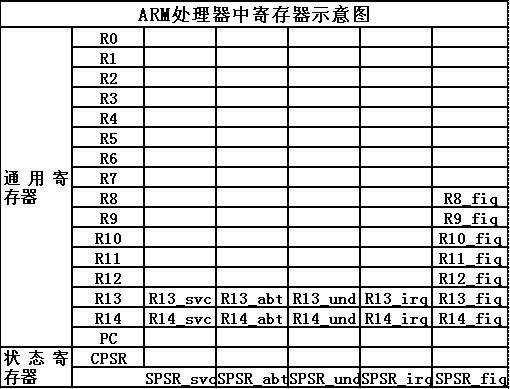 ARM处理器中寄存器示意图
R0
R1
R2
R3
R4
R5
R6
R7
通用寄
存器
R8 R8_fiq
R9 R9_fiq
R10 R10_fiq
R11 R11_fiq
R12 R12_fiq
R13 R13_svc R13_abt R13_und R13_irq R13_fiq
R14 R14_svc R14_abt R14_und R14_irq R14_fiq
PC
状态寄 CPSR
存器 SPSR_svc SPSR_abt SPSR_und SPSR_irq SPSR_fiq